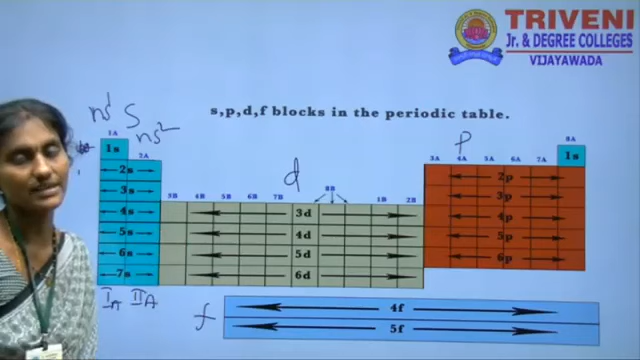 TRIVENI
Jr. & DEGREE COLLEGES
VIJAYAWADA
s,p,d,f blocks in the periodic table.
ns¹ S
ns²
P
d
1A
2A
3B 4B 5B 6B 7B 8B 1B 2B
3A 4A 5A 6A 7A
8A
1s
1s
2s
3s
4s
5s
6s
7s
3d
4d
5d
6d
2p
3p
4p
5p
6p
IA IIA
f
4f
5f